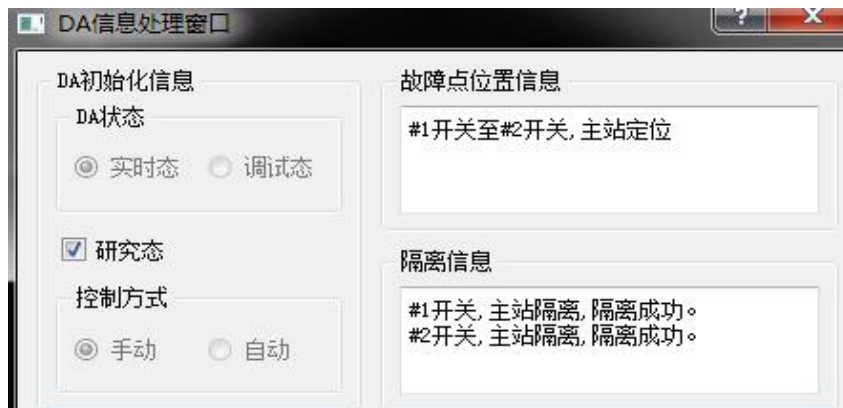 DA信息处理窗口
?
DA初始化信息
DA状态
实时态 调试态
研究态
控制方式
手动 自动
故障点位置信息
#1开关至#2开关, 主站定位
隔离信息
#1开关, 主站隔离, 隔离成功。
#2开关, 主站隔离, 隔离成功。